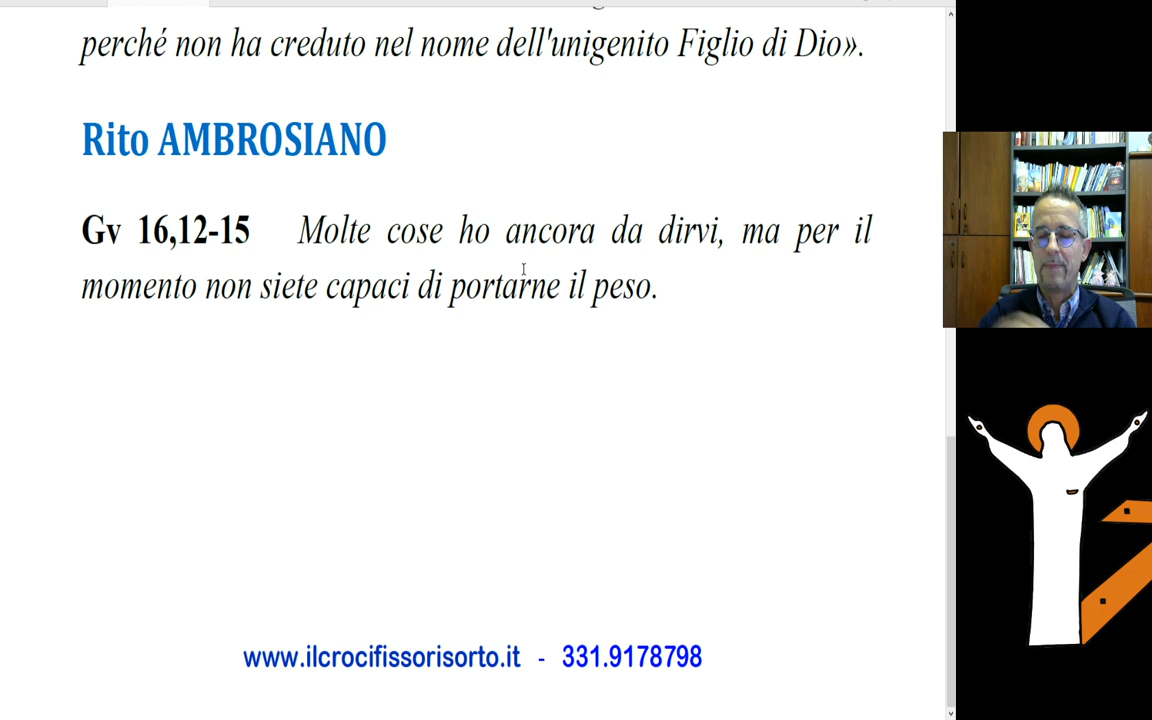 perché non ha creduto nel nome dell'unigenito Figlio di Dio».
Rito AMBROSIANO
Gv 16,12-15 Molte cose ho ancora da dirvi, ma per il
momento non siete capaci di portarne il peso.
www.ilcrocifissorisorto.it - 331.9178798